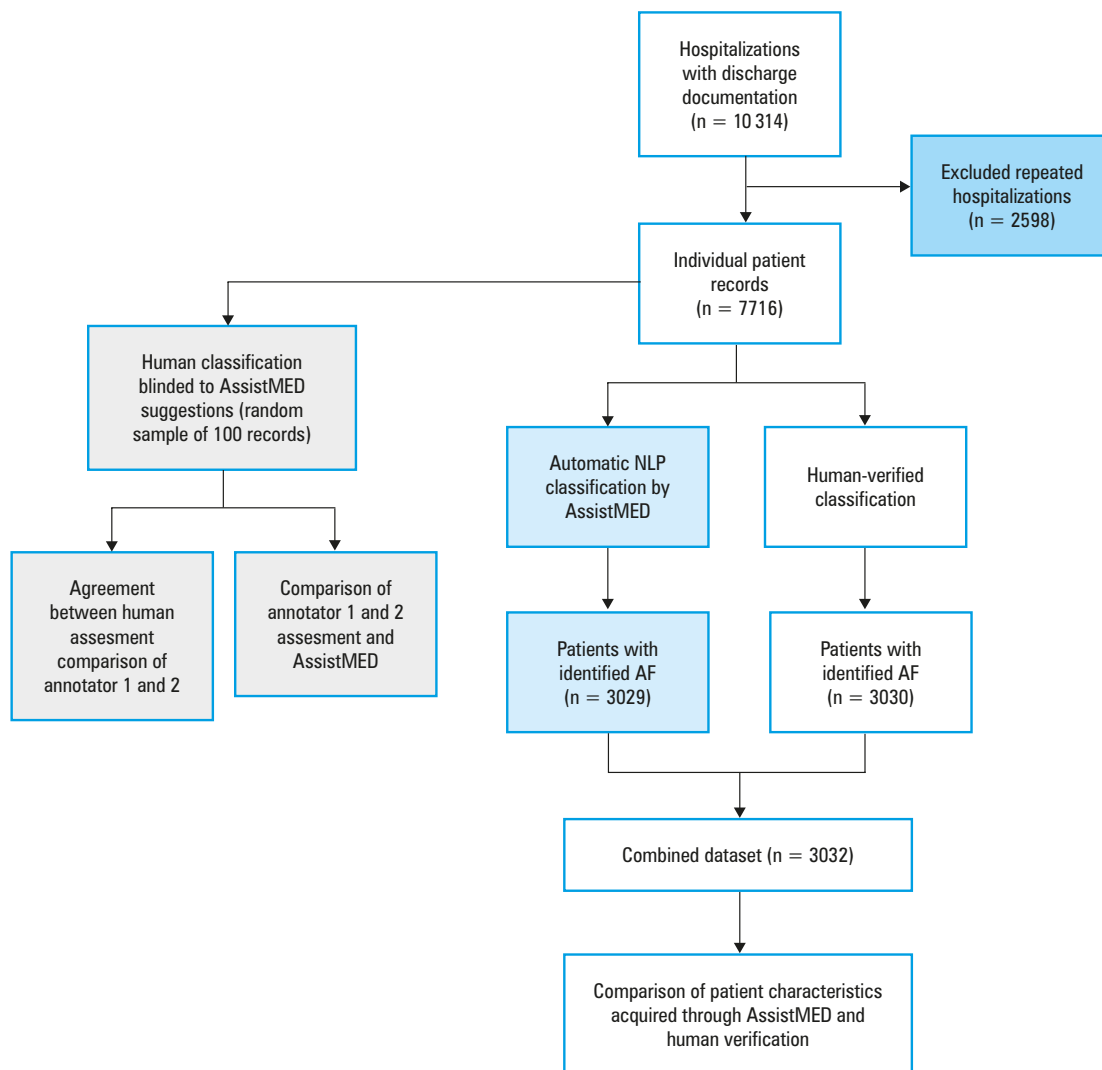 Hospitalizations
with discharge
documentation
(n = 10 314)
Excluded repeated
hospitalizations
(n = 2598)
Individual patient
records
(n = 7716)
Human classification
blinded to AssistMED
suggestions (random
sample of 100 records)
Automatic NLP
classification by
AssistMED
Human-verified
classification
Agreement
between human
assesment
comparison of
annotator 1 and 2
Comparison of
annotator 1 and 2
assesment and
AssistMED
Patients with
identified AF
(n = 3029)
Patients with
identified AF
(n = 3030)
Combined dataset (n = 3032)
Comparison of patient characteristics
acquired through AssistMED and
human verification